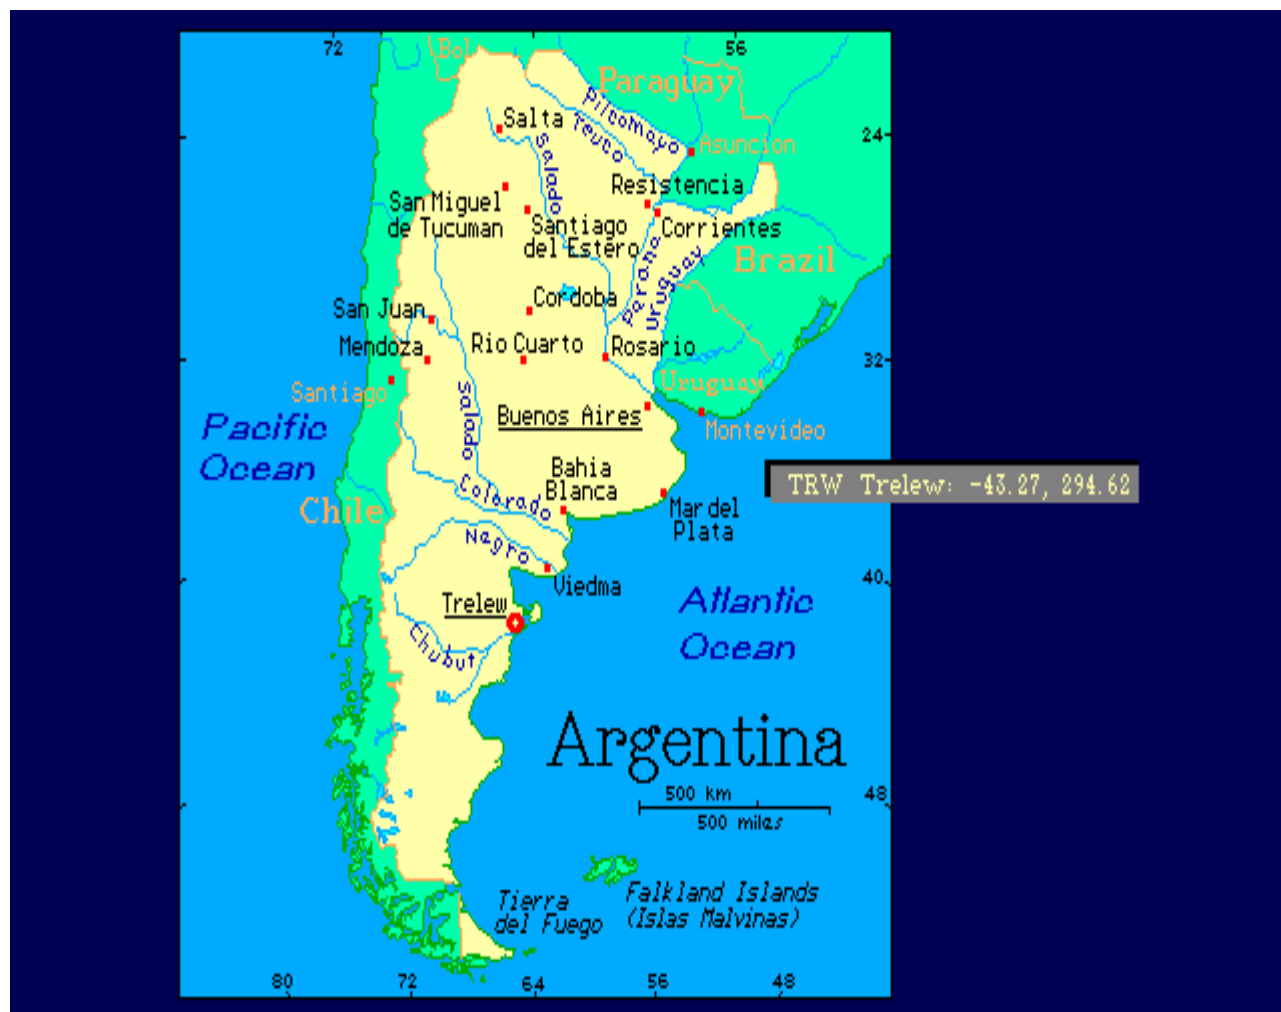 72
56
Bol
Paraguay
Pilcomayo
Teuco
Salta
24
Asuncion
Salado
Resistencia
San Miguel
de Tucuman
Santiago
del Estero
Corrientes
Parana
Uruguay
Brazil
Cordoba
San Juan
Mendoza
Rio Cuarto
Rosario
32
Santiago
Uruguay
Salado
Buenos Aires
Montevideo
Pacific
Ocean
Bahia
Blanca
TRW Trelew: -43.27, 294.62
Colorado
Chile
Mar del
Plata
Negro
Viedma
40
Trelew
Atlantic
Ocean
Chubut
Argentina
500 km
48
500 miles
Tierra
del Fuego
Falkland Islands
(Islas Malvinas)
80
72
64
56
48